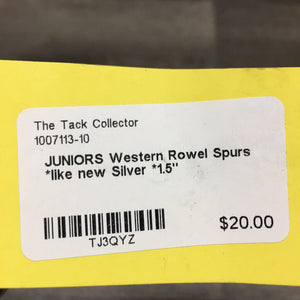 The Tack Collector
1007113-10
JUNIORS Western Rowel Spurs
*like new Silver *1.5"
TJ3QYZ
$20.00